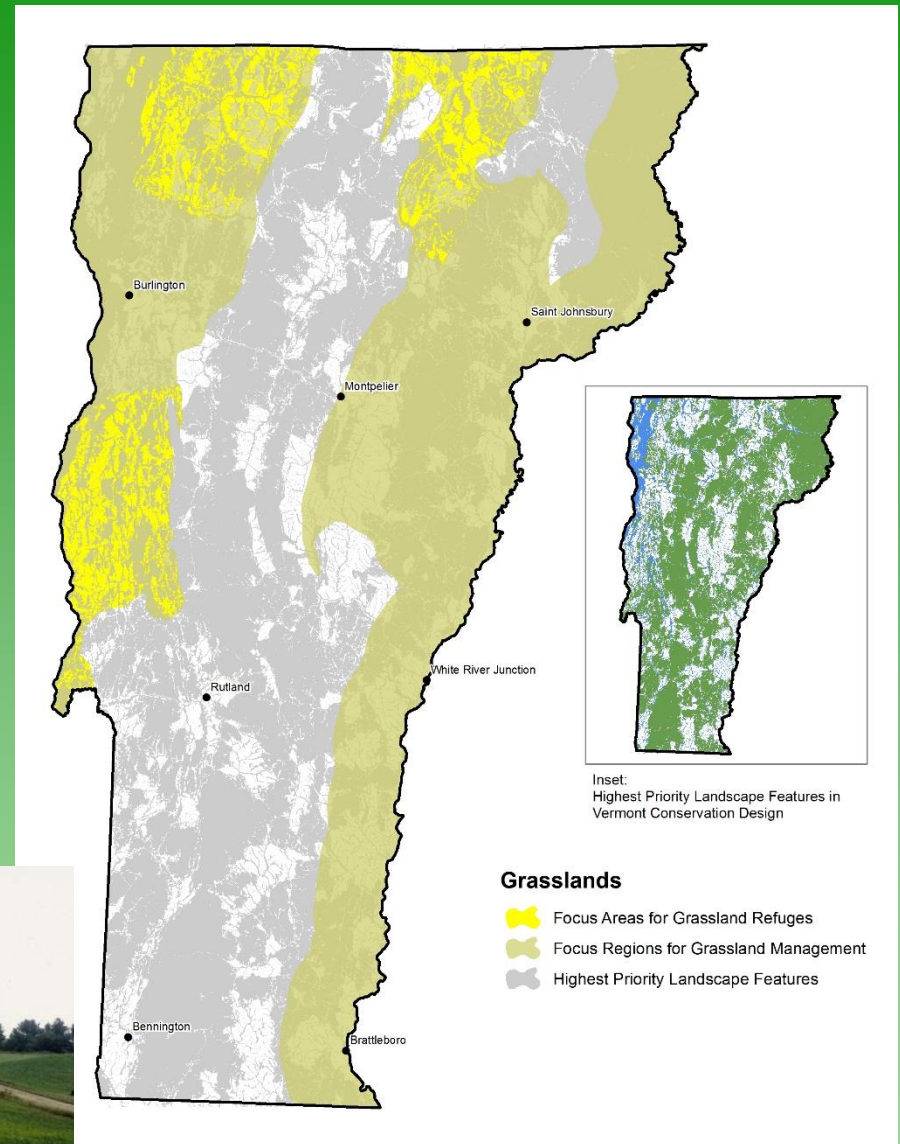 Burlington
Saint Johnsbury
Montpelier
White River Junction
Rutland
Inset:
Highest Priority Landscape Features in
Vermont Conservation Design
Grasslands
Focus Areas for Grassland Refuges
Focus Regions for Grassland Management
Highest Priority Landscape Features
Bennington
Brattleboro